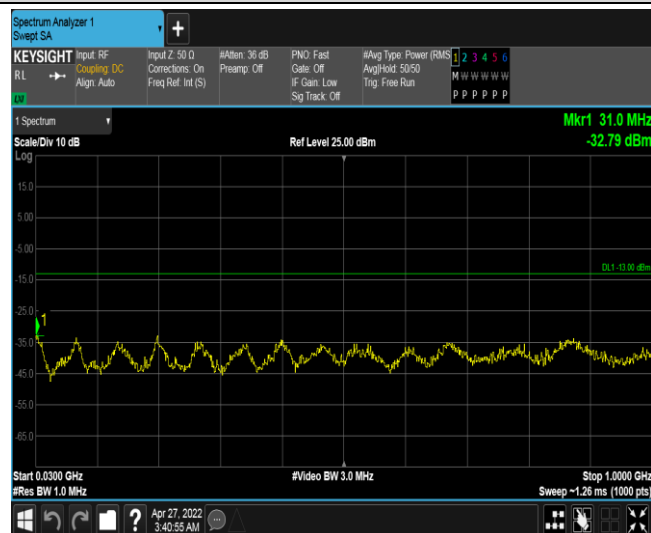 Spectrum Analyzer 1
Swept SA
+
KEYSIGHT Input: RF Input Z: 50 Ω #Atten: 36 dB PNO: Fast #Avg Type: Power (RMS 1 2 3 4 5 6
RL Coupling: DC Corrections: On Preamp: Off Gate: Off Avg|Hold: 50/50 M W W W W W
Align: Auto Freq Ref: Int (S) IF Gain: Low Trig: Free Run
Sig Track: Off P P P P P P
1 Spectrum Mkr1 31.0 MHz
Scale/Div 10 dB Ref Level 25.00 dBm -32.79 dBm
Log
15.0
5.00
-5.00
DL1 -13.00 dBm
-15.0
-25.0
1
-35.0
-45.0
-55.0
-65.0
Start 0.0300 GHz #Video BW 3.0 MHz Stop 1.0000 GHz
#Res BW 1.0 MHz Sweep ~1.26 ms (1000 pts)
? Apr 27, 2022
3:40:55 AM